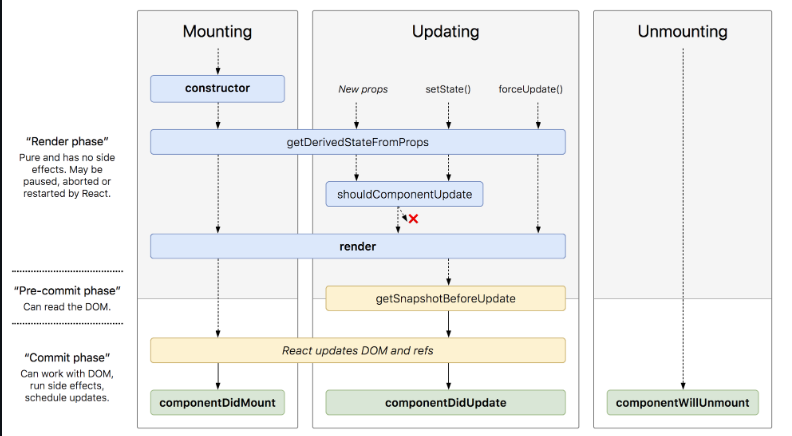 Mounting
Updating
Unmounting
constructor
New props
setState()
forceUpdate()
getDerivedStateFromProps
“Render phase”
Pure and has no side
effects. May be
paused, aborted or
restarted by React.
shouldComponentUpdate
render
“Pre-commit phase”
Can read the DOM.
getSnapshotBeforeUpdate
“Commit phase”
Can work with DOM,
run side effects,
schedule updates.
React updates DOM and refs
componentDidMount
componentDidUpdate
componentWillUnmount